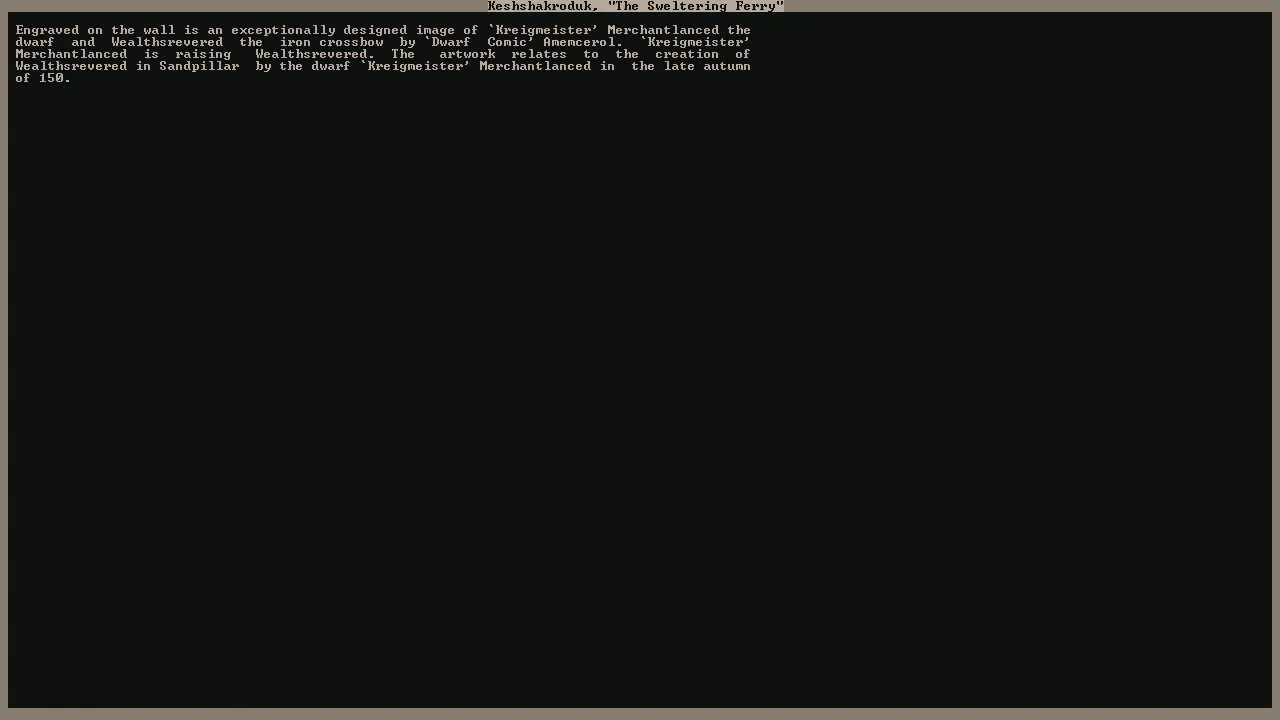 Keshshakroduk, "The Sweltering Ferry"
Engraved on the wall is an exceptionally designed image of `Kreigmeister' Merchantlanced the
dwarf and Wealthsrevered the iron crossbow by `Dwarf Comic' Amemcerol. `Kreigmeister'
Merchantlanced is raising Wealthsrevered. The artwork relates to the creation of
Wealthsrevered in Sandpillar by the dwarf `Kreigmeister' Merchantlanced in the late autumn
of 150.